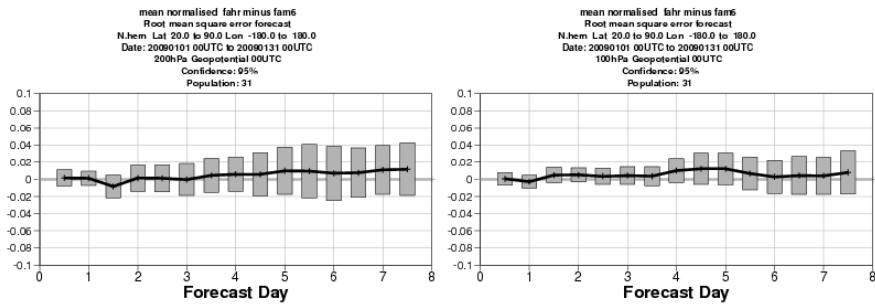 mean normalised fahr minus fam6
Root mean square error forecast
N.hem Lat 20.0 to 90.0 Lon -180.0 to 180.0
Date: 20090101 00UTC to 20090131 00UTC
200hPa Geopotential 00UTC
Confidence: 95%
Population: 31
0.1
0.08
0.06
0.04
0.02
0
-0.02
-0.04
-0.06
-0.08
-0.1
0 1 2 3 4 5 6 7 8
Forecast Day
mean normalised fahr minus fam6
Root mean square error forecast
N.hem Lat 20.0 to 90.0 Lon -180.0 to 180.0
Date: 20090101 00UTC to 20090131 00UTC
100hPa Geopotential 00UTC
Confidence: 95%
Population: 31
0.1
0.08
0.06
0.04
0.02
0
-0.02
-0.04
-0.06
-0.08
-0.1
0 1 2 3 4 5 6 7 8
Forecast Day